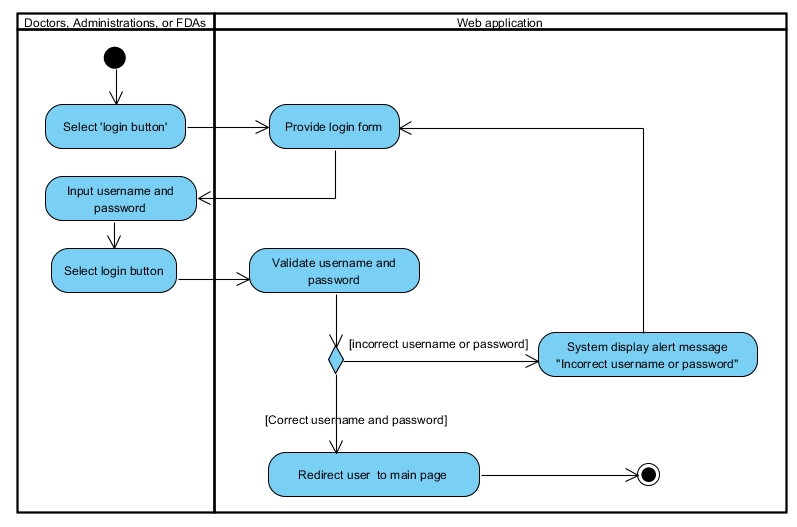 Doctors, Administrations, or FDAs
Web application
Select 'login button'
Provide login form
Input username and
password
Select login button
Validate username and
password
[incorrect username or password]
System display alert message
"Incorrect username or password"
[Correct username and password]
Redirect user  to main page